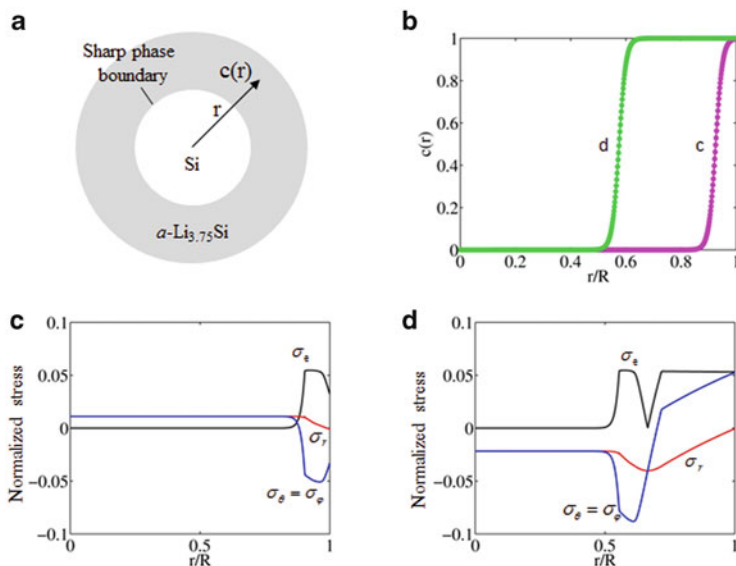 a
Sharp phase
boundary
c(r)
r
Si
a-Li3.75Si
b
1
0.8
0.6
0.4
0.2
0
c(r)
d
c
0 0.2 0.4 0.6 0.8 1
r/R
c
0.1
0.05
0
−0.05
−0.1
Normalized stress
σe
σr
σθ = σφ
0 0.5 1
r/R
d
0.1
0.05
0
−0.05
−0.1
Normalized stress
σe
σr
σθ = σφ
0 0.5 1
r/R